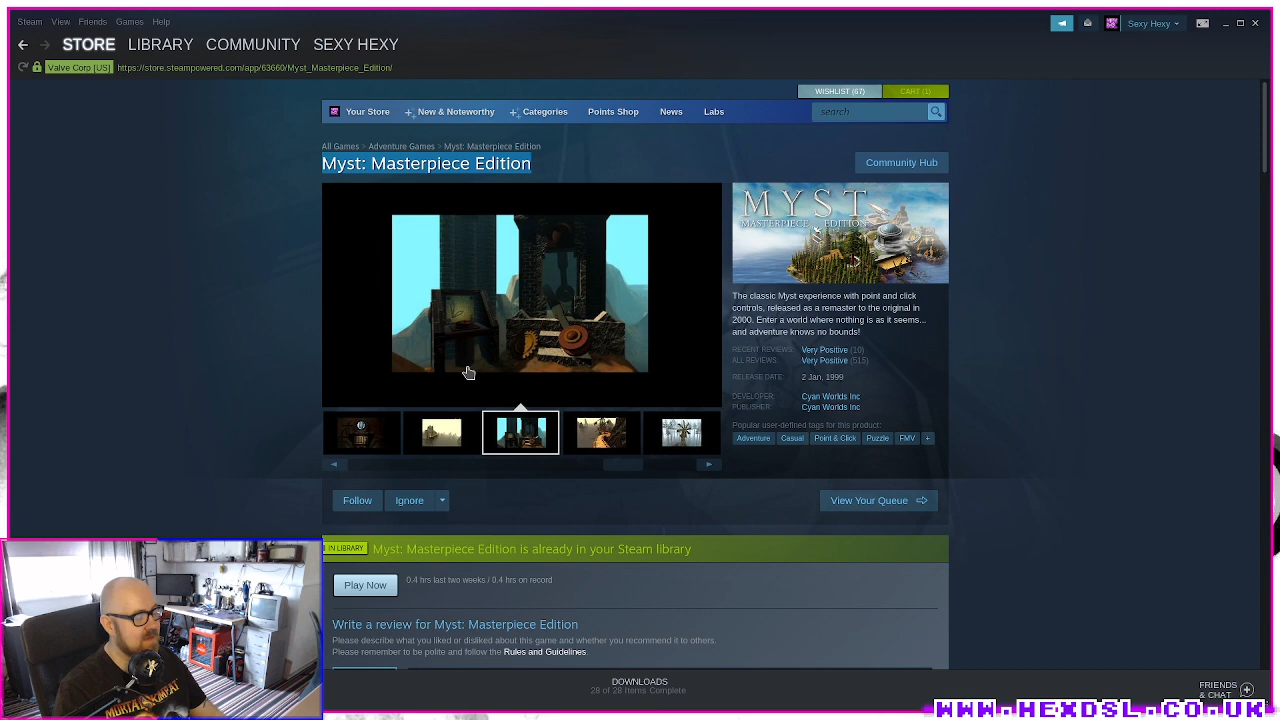 Steam View Friends Games Help
Sexy Hexy
STORE LIBRARY COMMUNITY SEXY HEXY
Valve Corp [US] https://store.steampowered.com/app/63660/Myst_Masterpiece_Edition/
WISHLIST (67) CART (1)
Your Store New & Noteworthy Categories Points Shop News Labs search
All Games > Adventure Games > Myst: Masterpiece Edition
Myst: Masterpiece Edition
Community Hub
MYST
MASTERPIECE EDITION
The classic Myst experience with point and click
controls, released as a remaster to the original in
2000. Enter a world where nothing is as it seems...
and adventure knows no bounds!
RECENT REVIEWS: Very Positive (10)
ALL REVIEWS: Very Positive (515)
RELEASE DATE: 2 Jan, 1999
DEVELOPER: Cyan Worlds Inc
PUBLISHER: Cyan Worlds Inc
Popular user-defined tags for this product:
Adventure Casual Point & Click Puzzle FMV +
Follow Ignore View Your Queue
IN LIBRARY Myst: Masterpiece Edition is already in your Steam library
Play Now 0.4 hrs last two weeks / 0.4 hrs on record
Write a review for Myst: Masterpiece Edition
Please describe what you liked or disliked about this game and whether you recommend it to others.
Please remember to be polite and follow the Rules and Guidelines.
MORTAL KOMBAT
DOWNLOADS
28 of 28 Items Complete
FRIENDS
& CHAT
WWW.HEXDSL.CO.UK